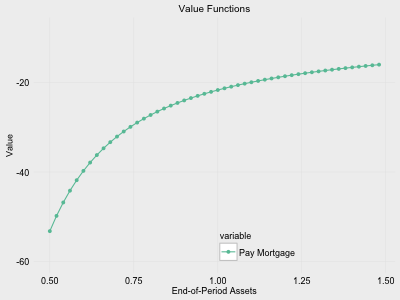 Value Functions
-20
-40
-60
Value
variable
Pay Mortgage
0.50 0.75 1.00 1.25 1.50
End-of-Period Assets